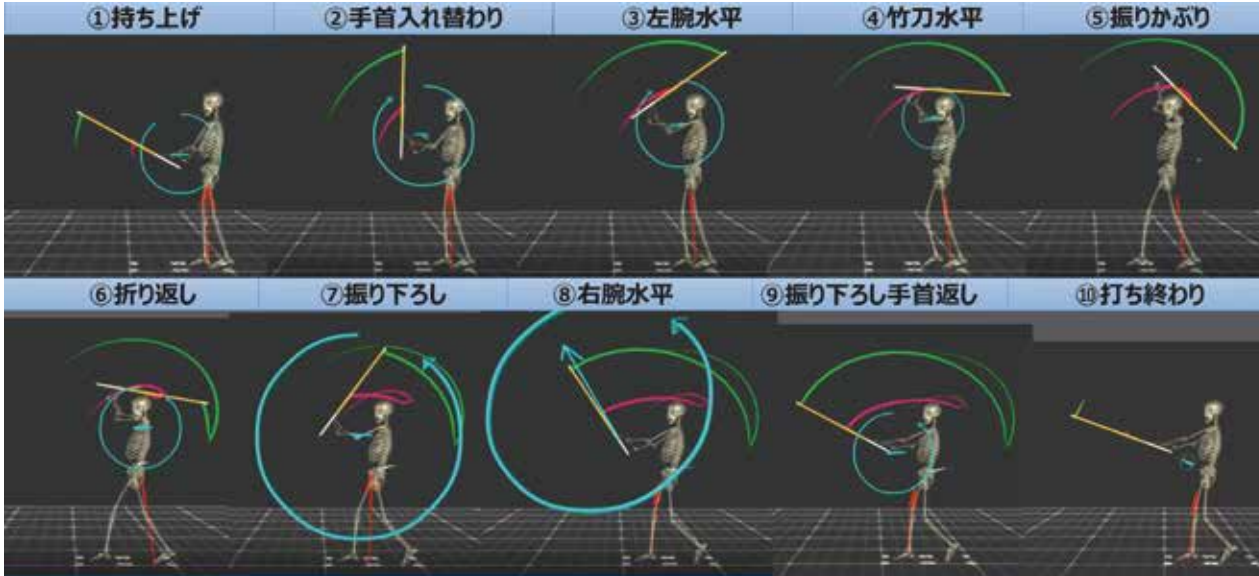 ①持ち上げ
②手首入れ替わり
③左腕水平
④竹刀水平
⑤振りかぶり
⑥折り返し
⑦振り下ろし
⑧右腕水平
⑨振り下ろし手首返し
⑩打ち終わり